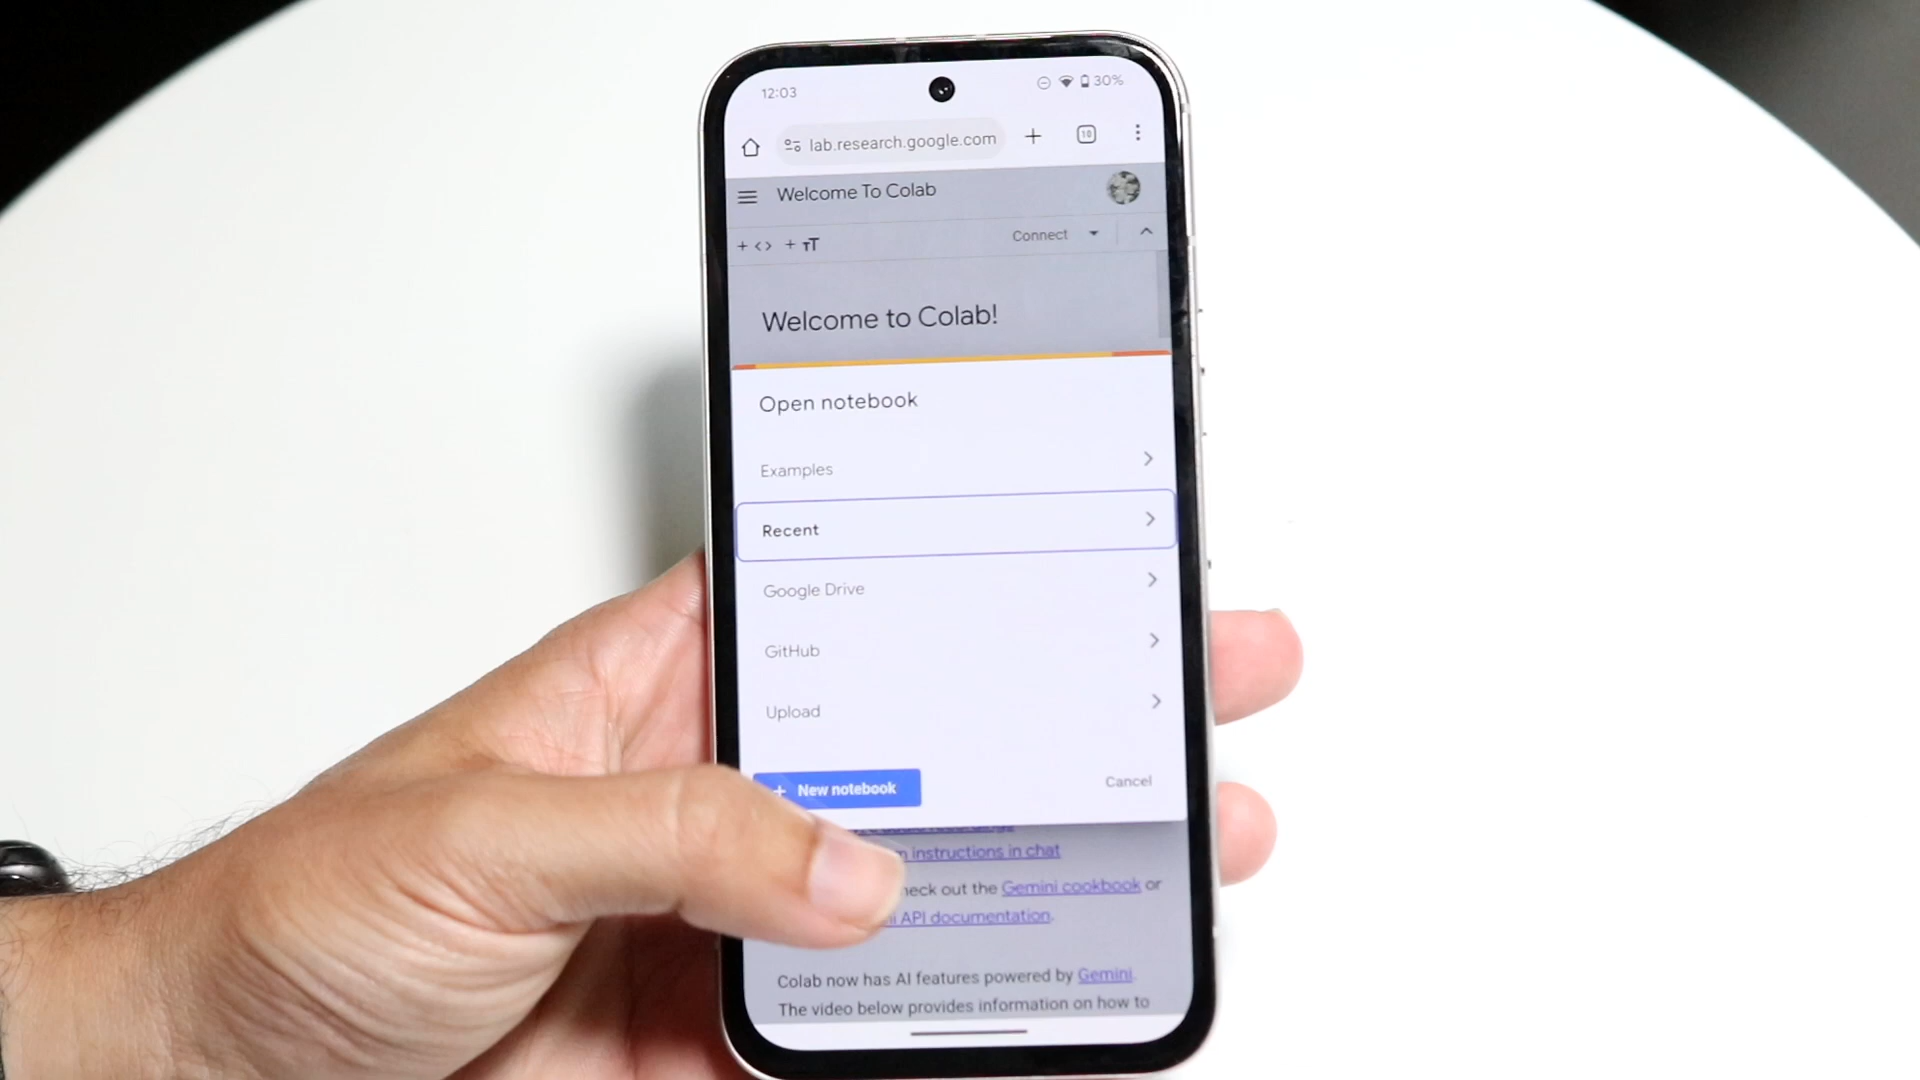 12:03 30%
lab.research.google.com 10
Welcome To Colab
+ <> + TT Connect
Welcome to Colab!
Open notebook
Examples
Recent
Google Drive
GitHub
Upload
+ New notebook Cancel
instructions in chat
heck out the Gemini cookbook or
API documentation.
Colab now has AI features powered by Gemini.
The video below provides information on how to